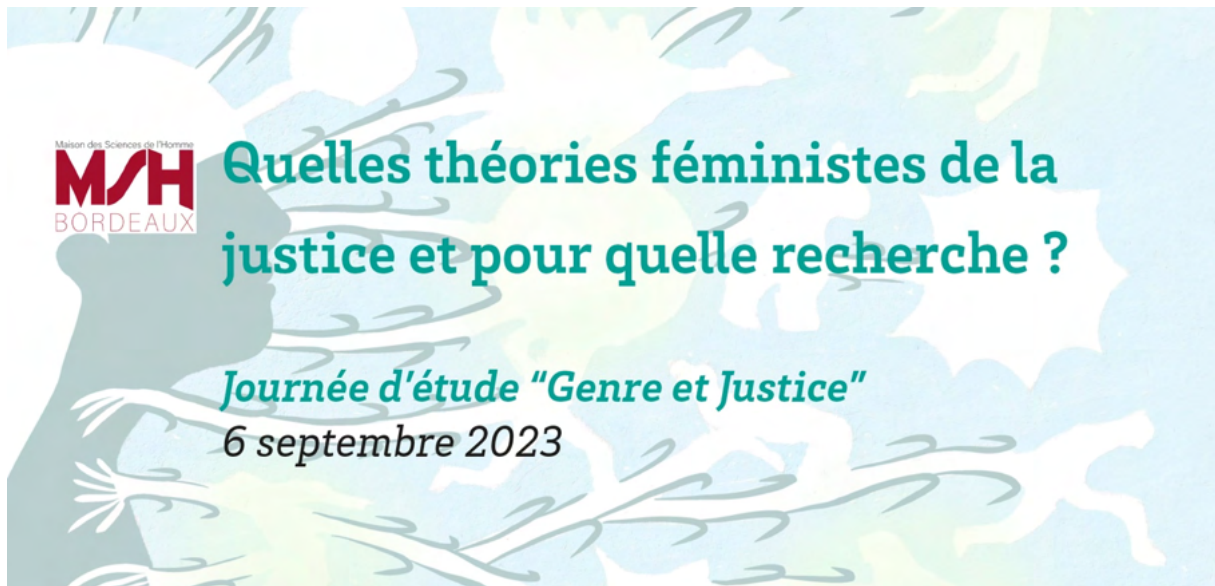 Maison des Sciences de l'Homme
MSH
BORDEAUX
Quelles théories féministes de la
justice et pour quelle recherche ?
Journée d'étude “Genre et Justice”
6 septembre 2023